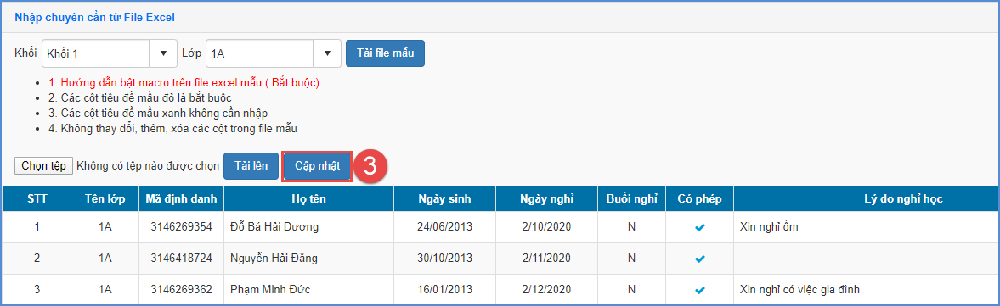 Nhập chuyên cần từ File Excel
Khối Khối 1 Lớp 1A Tải file mẫu
1. Hướng dẫn bật macro trên file excel mẫu ( Bắt buộc)
2. Các cột tiêu đề mầu đỏ là bắt buộc
3. Các cột tiêu đề mầu xanh không cần nhập
4. Không thay đổi, thêm, xóa các cột trong file mẫu
Chọn tệp Không có tệp nào được chọn Tải lên Cập nhật 3
STT Tên lớp Mã định danh Họ tên Ngày sinh Ngày nghỉ Buổi nghỉ Có phép Lý do nghỉ học
1 1A 3146269354 Đỗ Bá Hải Dương 24/06/2013 2/10/2020 N Xin nghỉ ốm
2 1A 3146418724 Nguyễn Hải Đăng 30/10/2013 2/11/2020 N
3 1A 3146269362 Phạm Minh Đức 16/01/2013 2/12/2020 N Xin nghỉ có việc gia đình